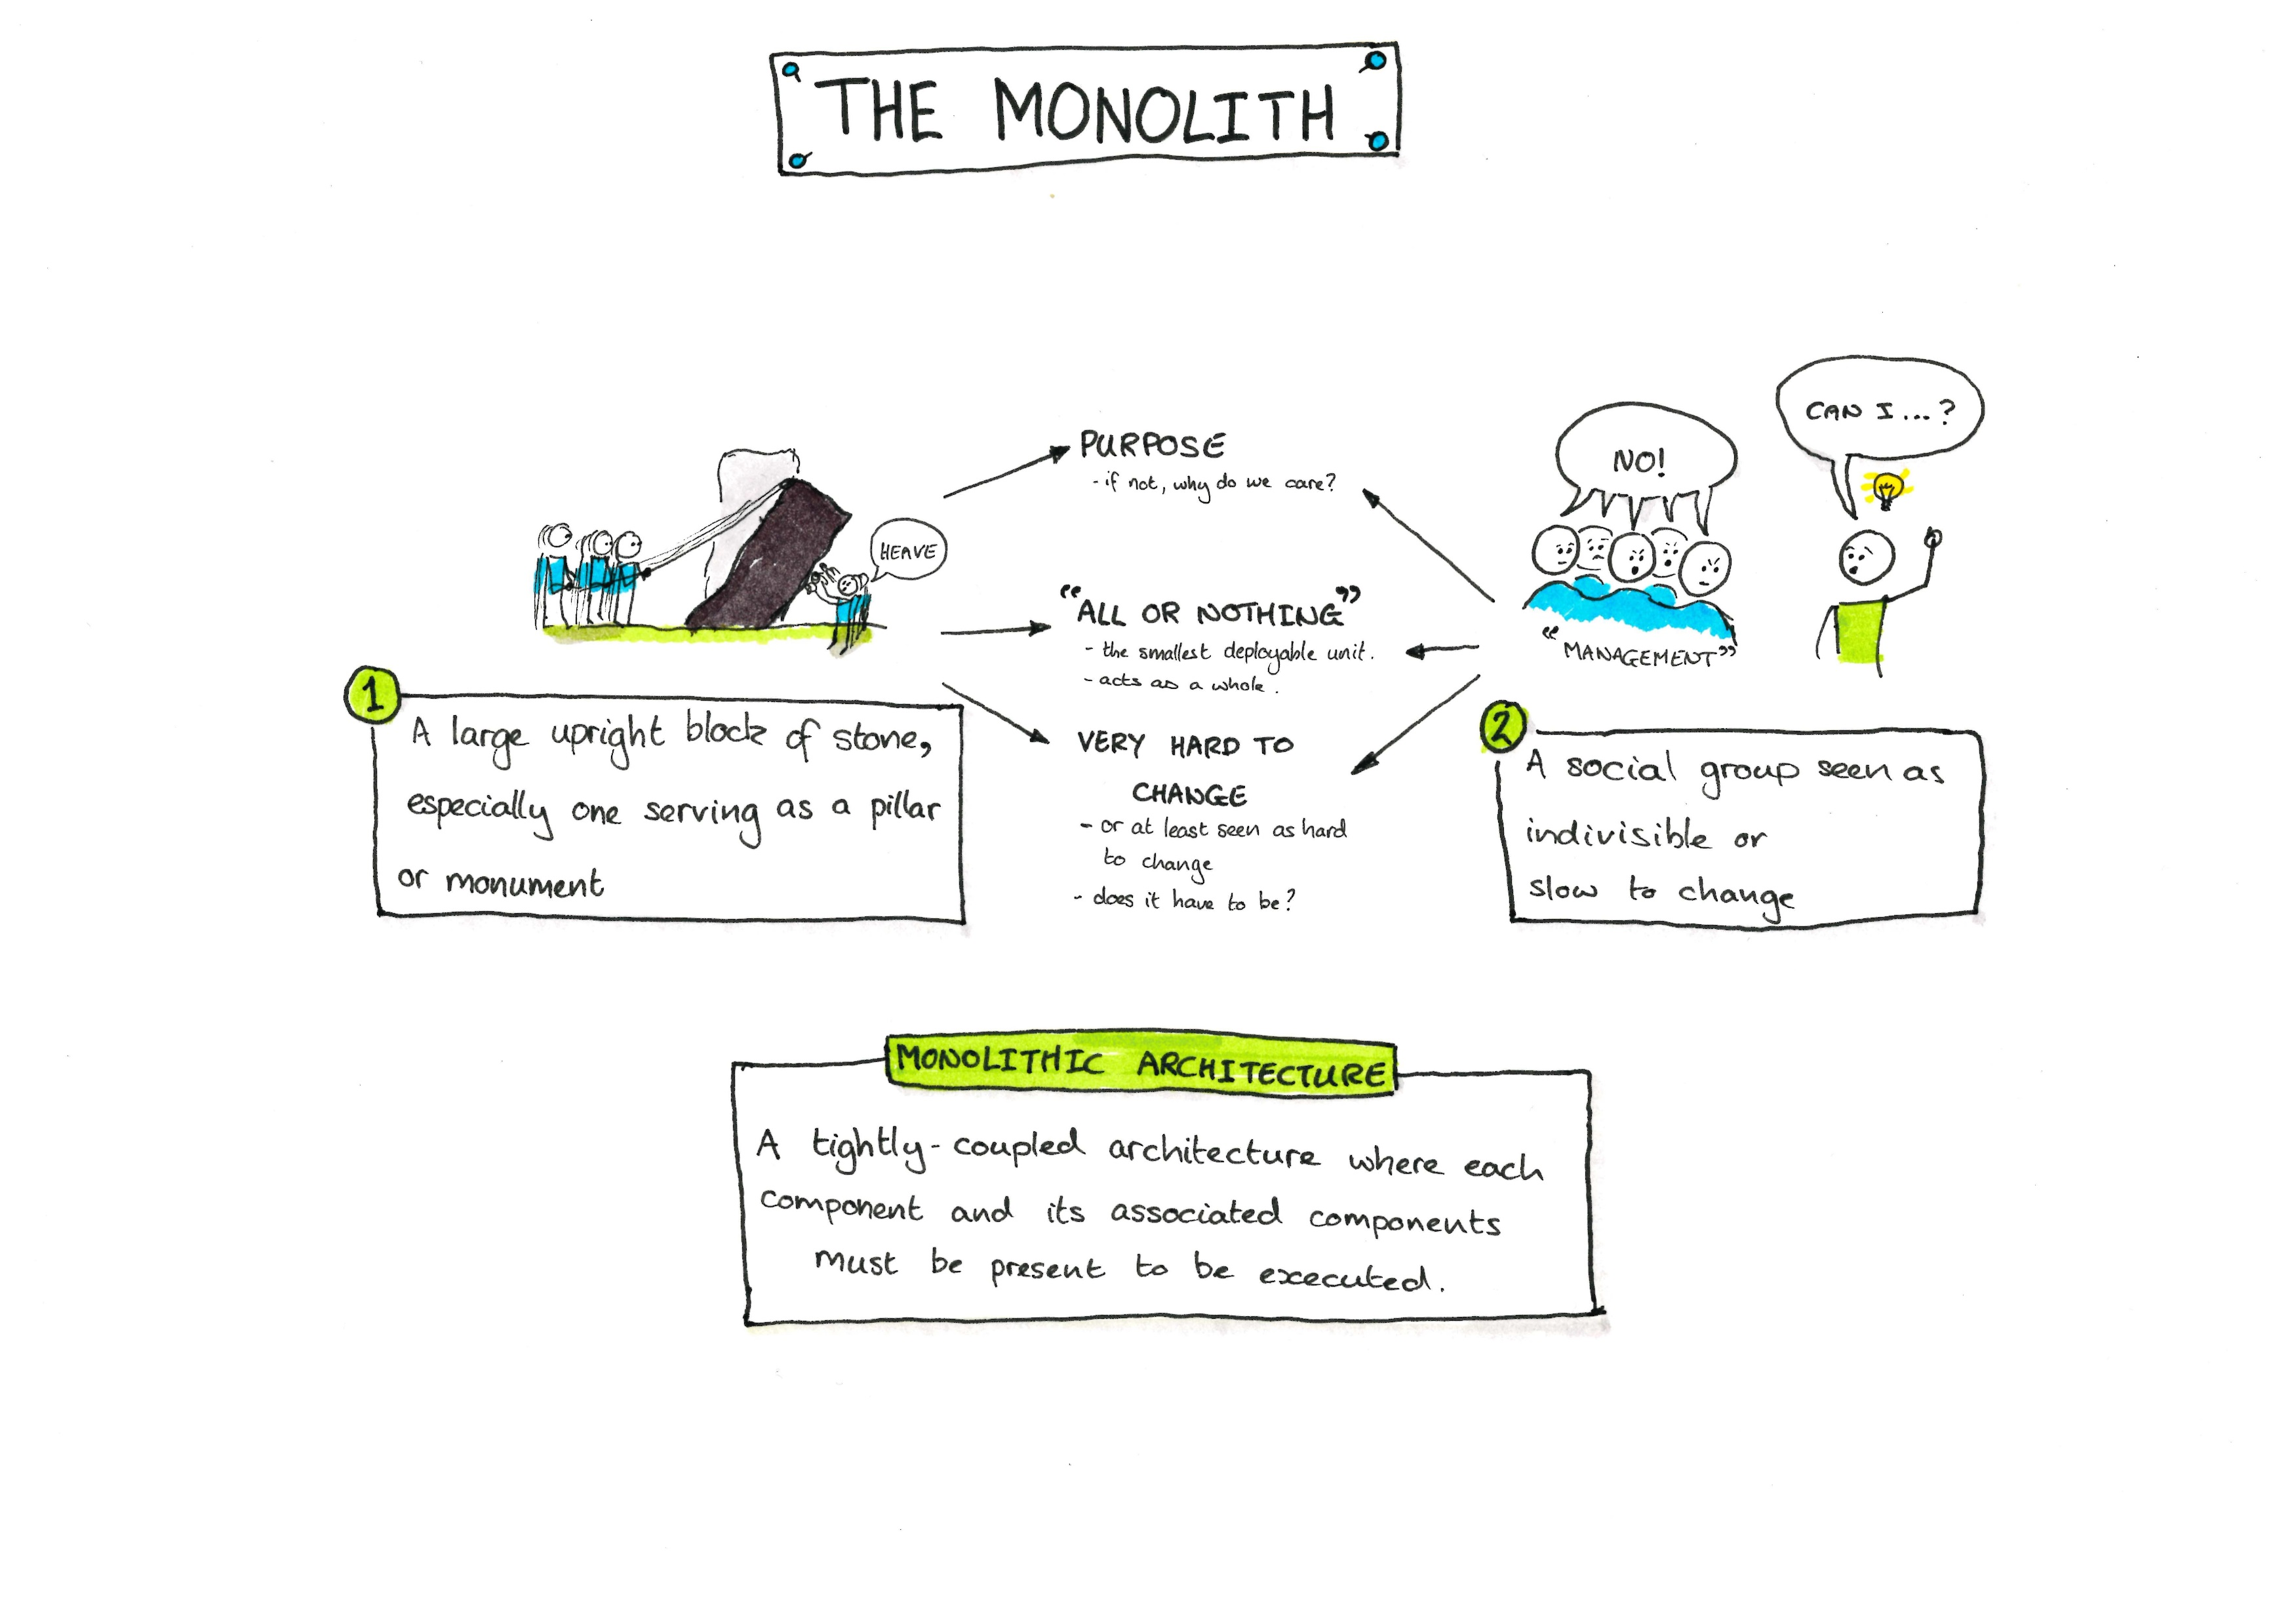 THE MONOLITH
CAN I...?
NO!
PURPOSE
- if not, why do we care?
HEAVE
"ALL OR NOTHING"
- the smallest deployable unit.
- acts as a whole.
"MANAGEMENT"
1
A large upright block of stone,
especially one serving as a pillar
or monument
VERY HARD TO
CHANGE
- or at least seen as hard
to change
- does it have to be?
2
A social group seen as
indivisible or
slow to change
MONOLITHIC ARCHITECTURE
A tightly-coupled architecture where each
component and its associated components
must be present to be executed.